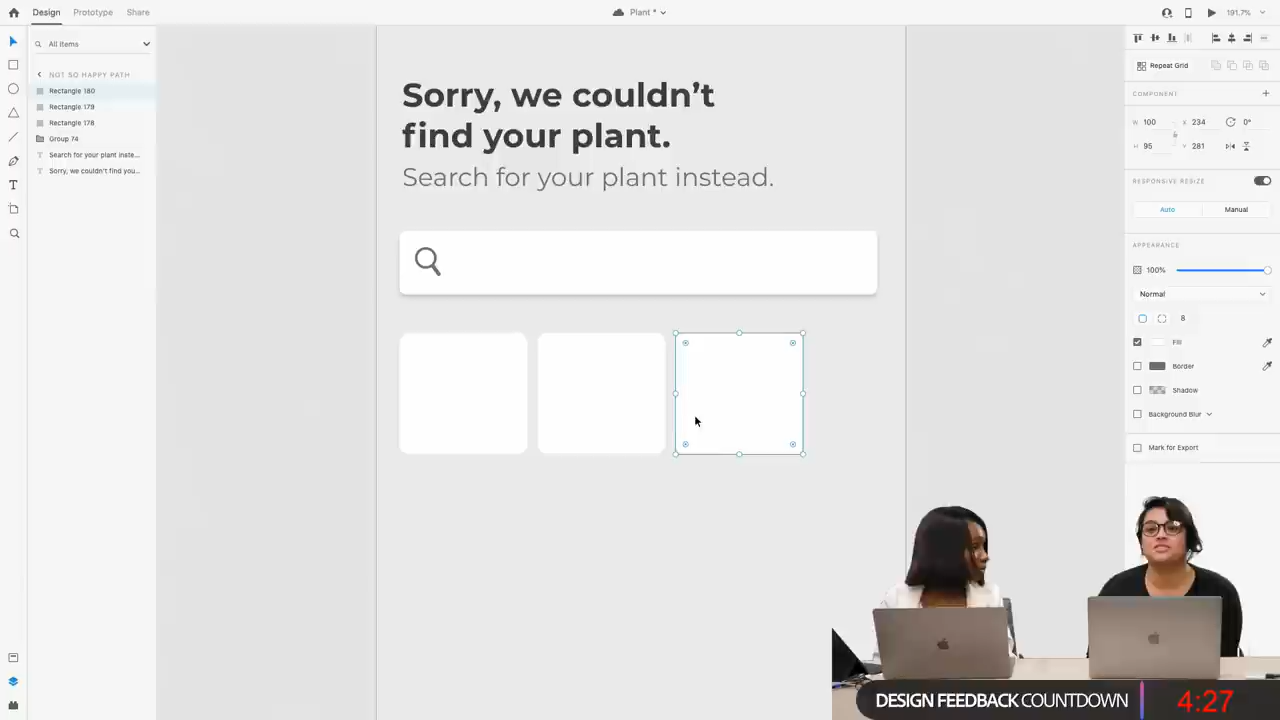 Design Prototype Share
Plant *
191.7%
All Items
NOT SO HAPPY PATH
Rectangle 180
Rectangle 179
Rectangle 178
Group 74
Search for your plant inste...
Sorry, we couldn't find you...
Sorry, we couldn't
find your plant.
Search for your plant instead.
Repeat Grid
COMPONENT
W 100 X 234 0°
H 95 Y 281
RESPONSIVE RESIZE
Auto Manual
APPEARANCE
100%
Normal
8
Fill
Border
Shadow
Background Blur
Mark for Export
DESIGN FEEDBACK COUNTDOWN 4:27